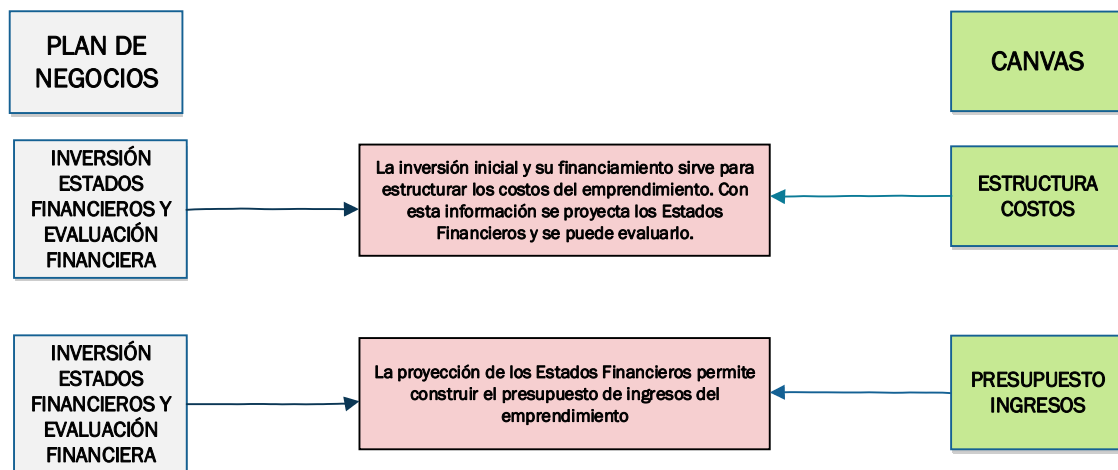 PLAN DE
NEGOCIOS
CANVAS
INVERSIÓN
ESTADOS
FINANCIEROS Y
EVALUACIÓN
FINANCIERA
La inversión inicial y su financiamiento sirve para
estructurar los costos del emprendimiento. Con
esta información se proyecta los Estados
Financieros y se puede evaluarlo.
ESTRUCTURA
COSTOS
INVERSIÓN
ESTADOS
FINANCIEROS Y
EVALUACIÓN
FINANCIERA
La proyección de los Estados Financieros permite
construir el presupuesto de ingresos del
emprendimiento
PRESUPUESTO
INGRESOS